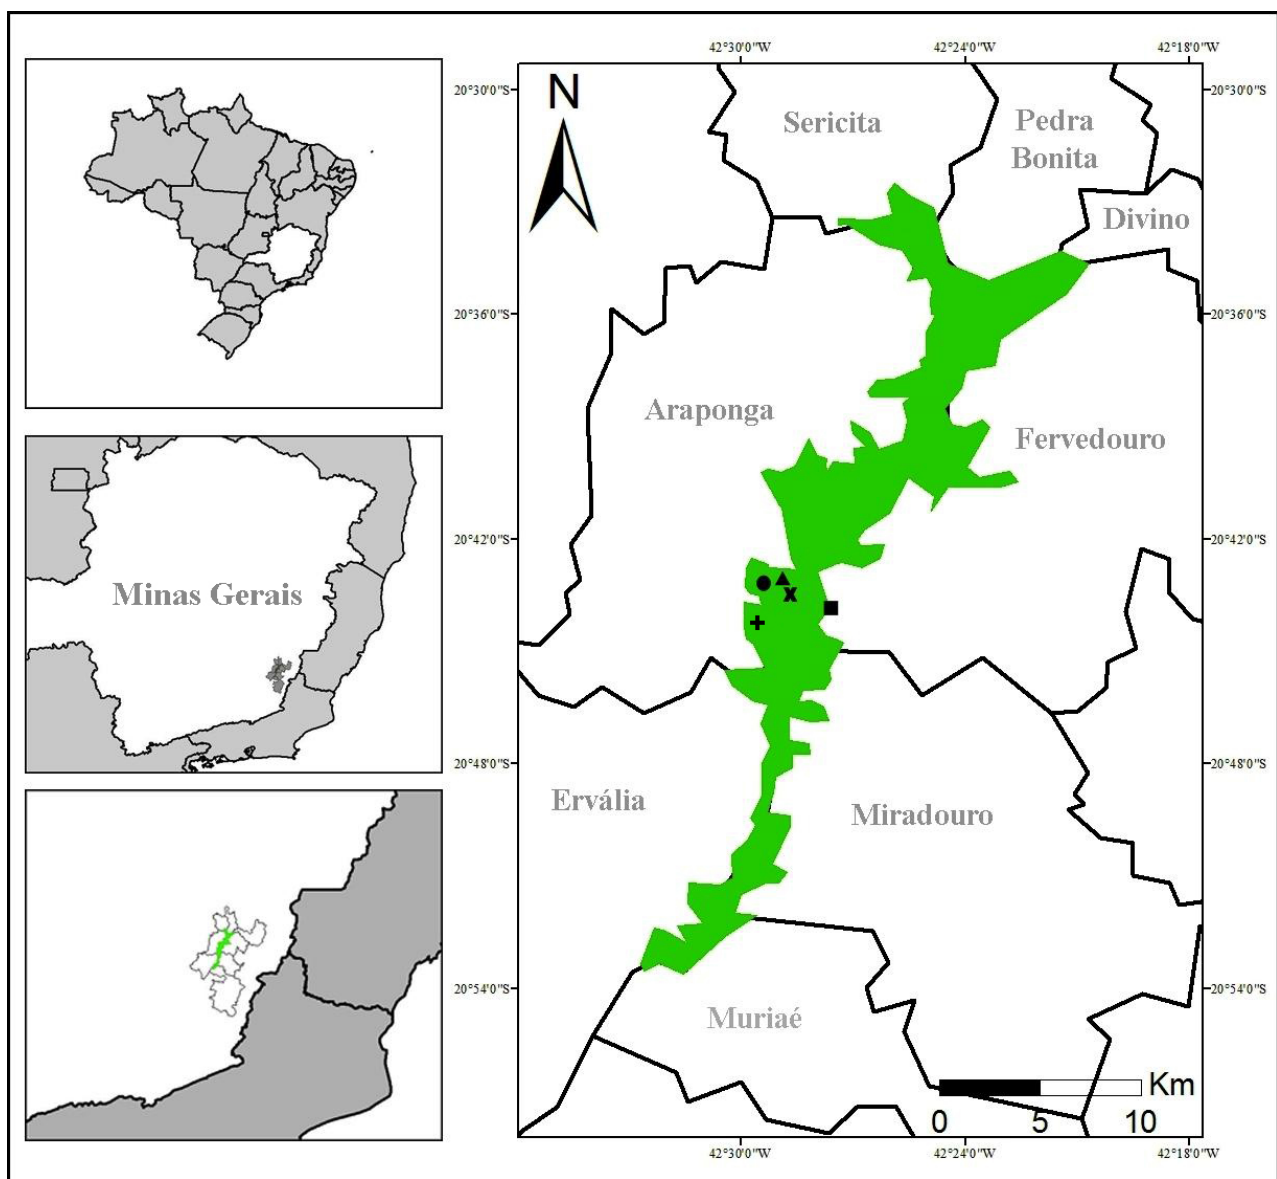 42°30'0"W 42°24'0"W 42°18'0"W
N
20°30'0"S 20°30'0"S
Sericita
Pedra
Bonita
Divino
20°36'0"S 20°36'0"S
Araponga
Fervedouro
20°42'0"S 20°42'0"S
Minas Gerais
x
20°48'0"S 20°48'0"S
Ervália
Miradouro
20°54'0"S 20°54'0"S
Muriaé
Km
0 5 10
42°30'0"W 42°24'0"W 42°18'0"W